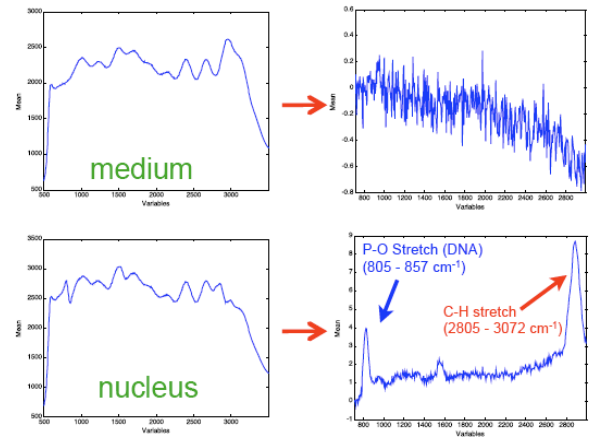 3000
2500
2000
1500
1000
500
Mean
500 1000 1500 2000 2500 3000
Variables
medium
0.6
0.4
0.2
0
-0.2
-0.4
-0.6
-0.8
Mean
800 1000 1200 1400 1600 1800 2000 2200 2400 2600 2800
Variables
3500
3000
2500
2000
1500
1000
500
Mean
500 1000 1500 2000 2500 3000
Variables
nucleus
9
8
7
6
5
4
3
2
1
0
-1
Mean
P-O Stretch (DNA)
(805 - 857 cm⁻¹)
C-H stretch
(2805 - 3072 cm⁻¹)
800 1000 1200 1400 1600 1800 2000 2200 2400 2600 2800
Variables